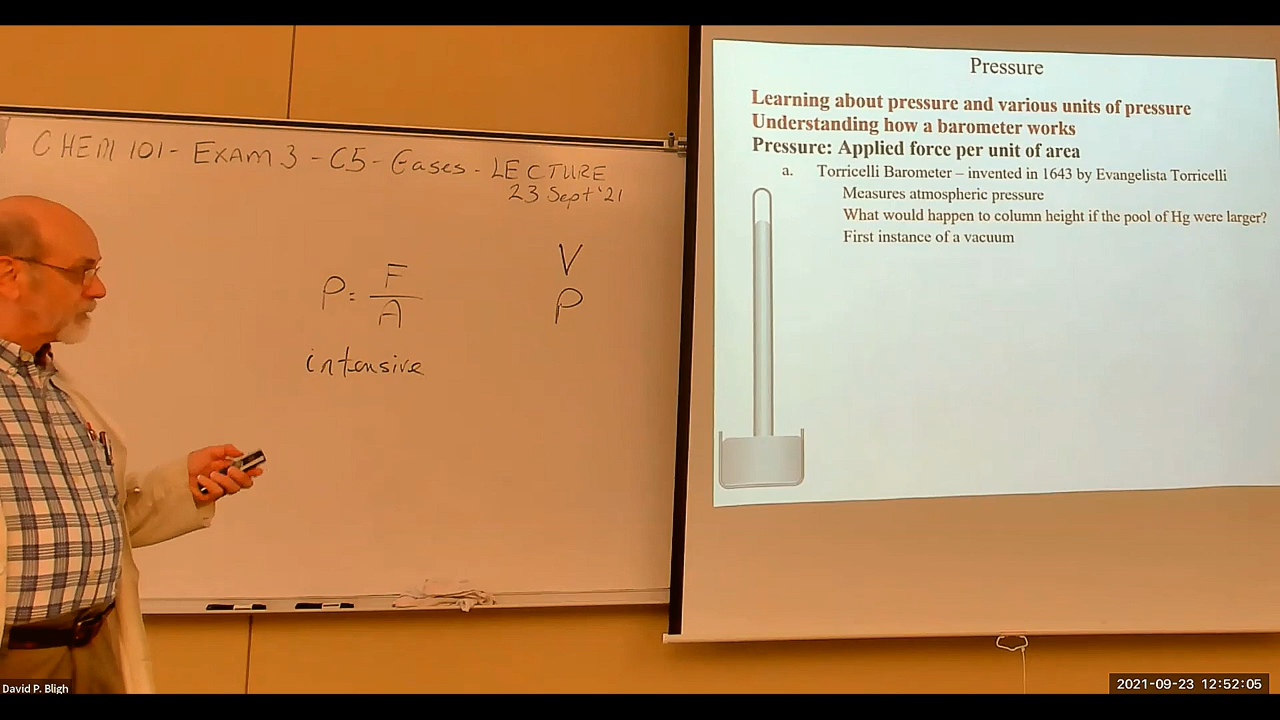 CHEM 101 - Exam 3 - C5 - Gases - LECTURE
23 Sept '21
P = F
A
intensive
V
P
Pressure
Learning about pressure and various units of pressure
Understanding how a barometer works
Pressure: Applied force per unit of area
a. Torricelli Barometer – invented in 1643 by Evangelista Torricelli
Measures atmospheric pressure
What would happen to column height if the pool of Hg were larger?
First instance of a vacuum
David P. Bligh
2021-09-23 12:52:05